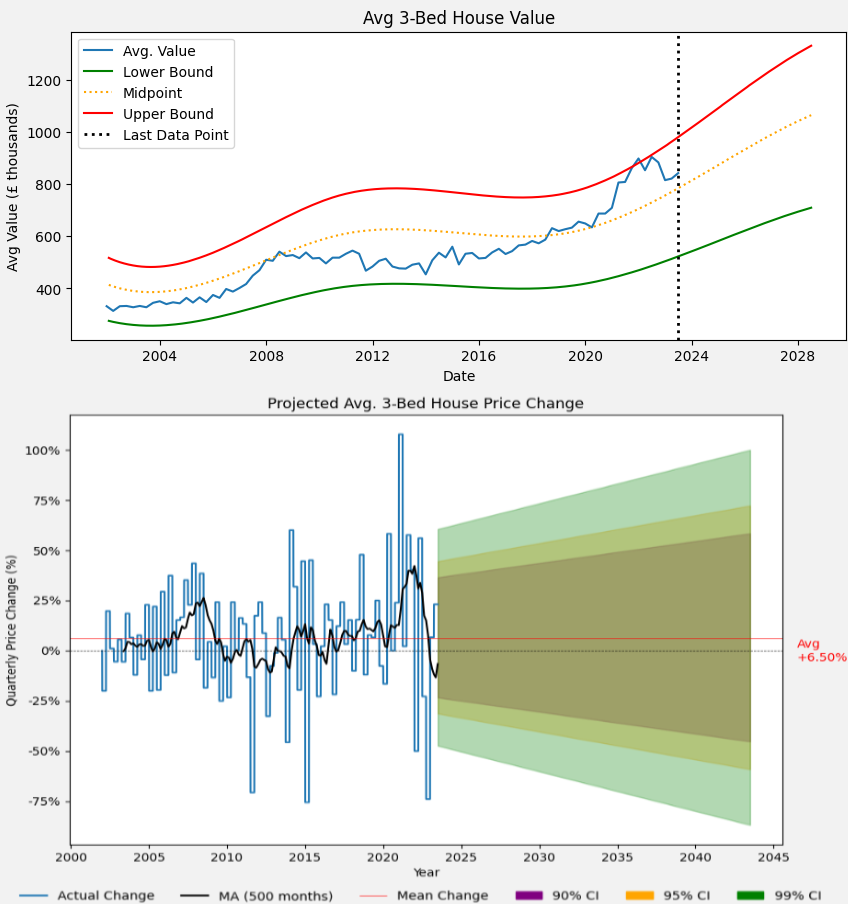 Avg 3-Bed House Value
Avg. Value
Lower Bound
Midpoint
Upper Bound
Last Data Point
Avg Value (£ thousands)
1200
1000
800
600
400
2004 2008 2012 2016 2020 2024 2028
Date
Projected Avg. 3-Bed House Price Change
Quarterly Price Change (%)
100%
75%
50%
25%
0%
-25%
-50%
-75%
Avg
+6.50%
2000 2005 2010 2015 2020 2025 2030 2035 2040 2045
Year
Actual Change MA (500 months) Mean Change 90% CI 95% CI 99% CI